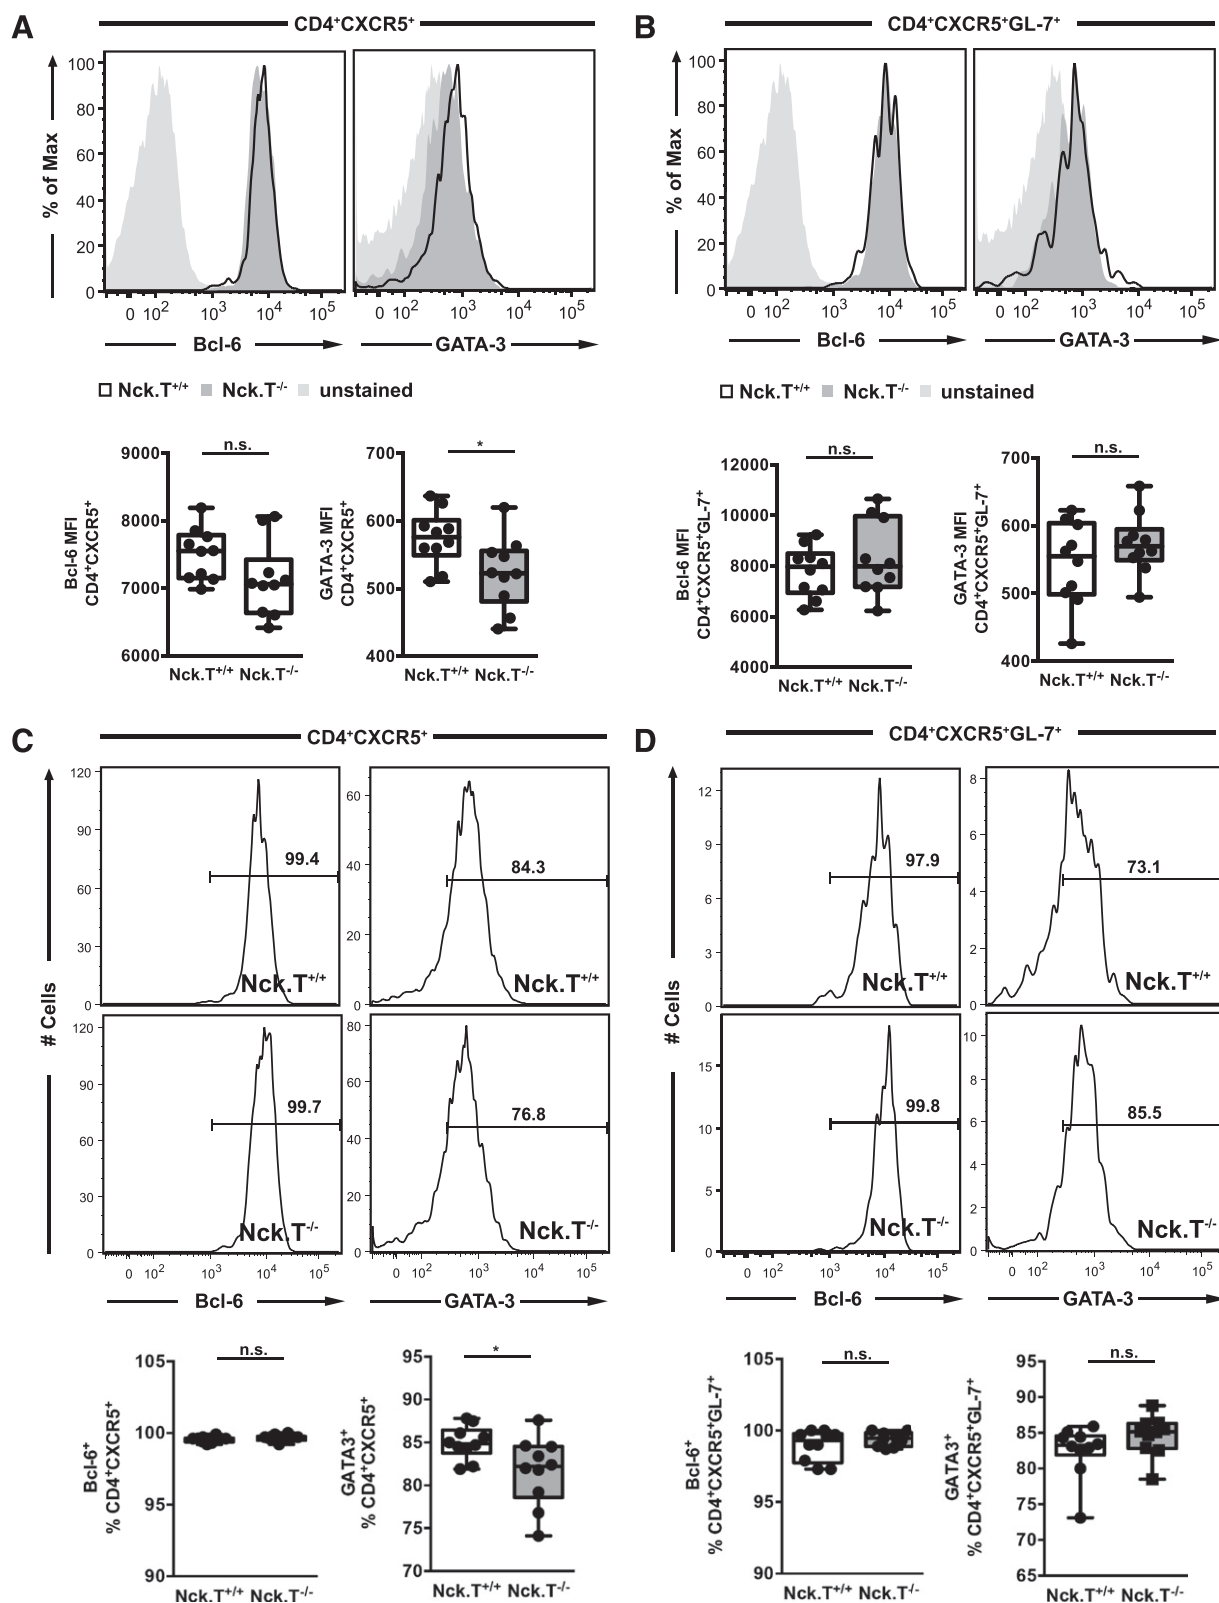 A
CD4⁺CXCR5⁺
% of Max
100
80
60
40
20
0
0 10² 10³ 10⁴ 10⁵
0 10² 10³ 10⁴ 10⁵
Bcl-6
GATA-3
Nck.T⁺/⁺ Nck.T⁻/⁻ unstained
Bcl-6 MFI
CD4⁺CXCR5⁺
9000
8000
7000
6000
n.s.
Nck.T⁺/⁺ Nck.T⁻/⁻
GATA-3 MFI
CD4⁺CXCR5⁺
700
600
500
400
*
Nck.T⁺/⁺ Nck.T⁻/⁻
B
CD4⁺CXCR5⁺GL-7⁺
% of Max
100
80
60
40
20
0
0 10² 10³ 10⁴ 10⁵
0 10² 10³ 10⁴ 10⁵
Bcl-6
GATA-3
Nck.T⁺/⁺ Nck.T⁻/⁻ unstained
Bcl-6 MFI
CD4⁺CXCR5⁺GL-7⁺
12000
10000
8000
6000
4000
n.s.
Nck.T⁺/⁺ Nck.T⁻/⁻
GATA-3 MFI
CD4⁺CXCR5⁺GL-7⁺
700
600
500
400
n.s.
Nck.T⁺/⁺ Nck.T⁻/⁻
C
CD4⁺CXCR5⁺
# Cells
120
90
60
30
0
99.4
Nck.T⁺/⁺
60
40
20
0
84.3
Nck.T⁺/⁺
120
90
60
30
0
99.7
Nck.T⁻/⁻
80
60
40
20
0
76.8
Nck.T⁻/⁻
0 10² 10³ 10⁴ 10⁵
0 10² 10³ 10⁴ 10⁵
Bcl-6
GATA-3
Bcl-6⁺
% CD4⁺CXCR5⁺
105
100
95
90
n.s.
Nck.T⁺/⁺ Nck.T⁻/⁻
GATA3⁺
% CD4⁺CXCR5⁺
95
90
85
80
75
70
*
Nck.T⁺/⁺ Nck.T⁻/⁻
D
CD4⁺CXCR5⁺GL-7⁺
# Cells
12
9
6
3
0
97.9
Nck.T⁺/⁺
8
6
4
2
0
73.1
Nck.T⁺/⁺
15
10
5
0
99.8
Nck.T⁻/⁻
10
8
6
4
2
0
85.5
Nck.T⁻/⁻
0 10² 10³ 10⁴ 10⁵
0 10² 10³ 10⁴ 10⁵
Bcl-6
GATA-3
Bcl-6⁺
% CD4⁺CXCR5⁺GL-7⁺
105
100
95
90
n.s.
Nck.T⁺/⁺ Nck.T⁻/⁻
GATA3⁺
% CD4⁺CXCR5⁺GL-7⁺
95
90
85
80
75
70
65
n.s.
Nck.T⁺/⁺ Nck.T⁻/⁻